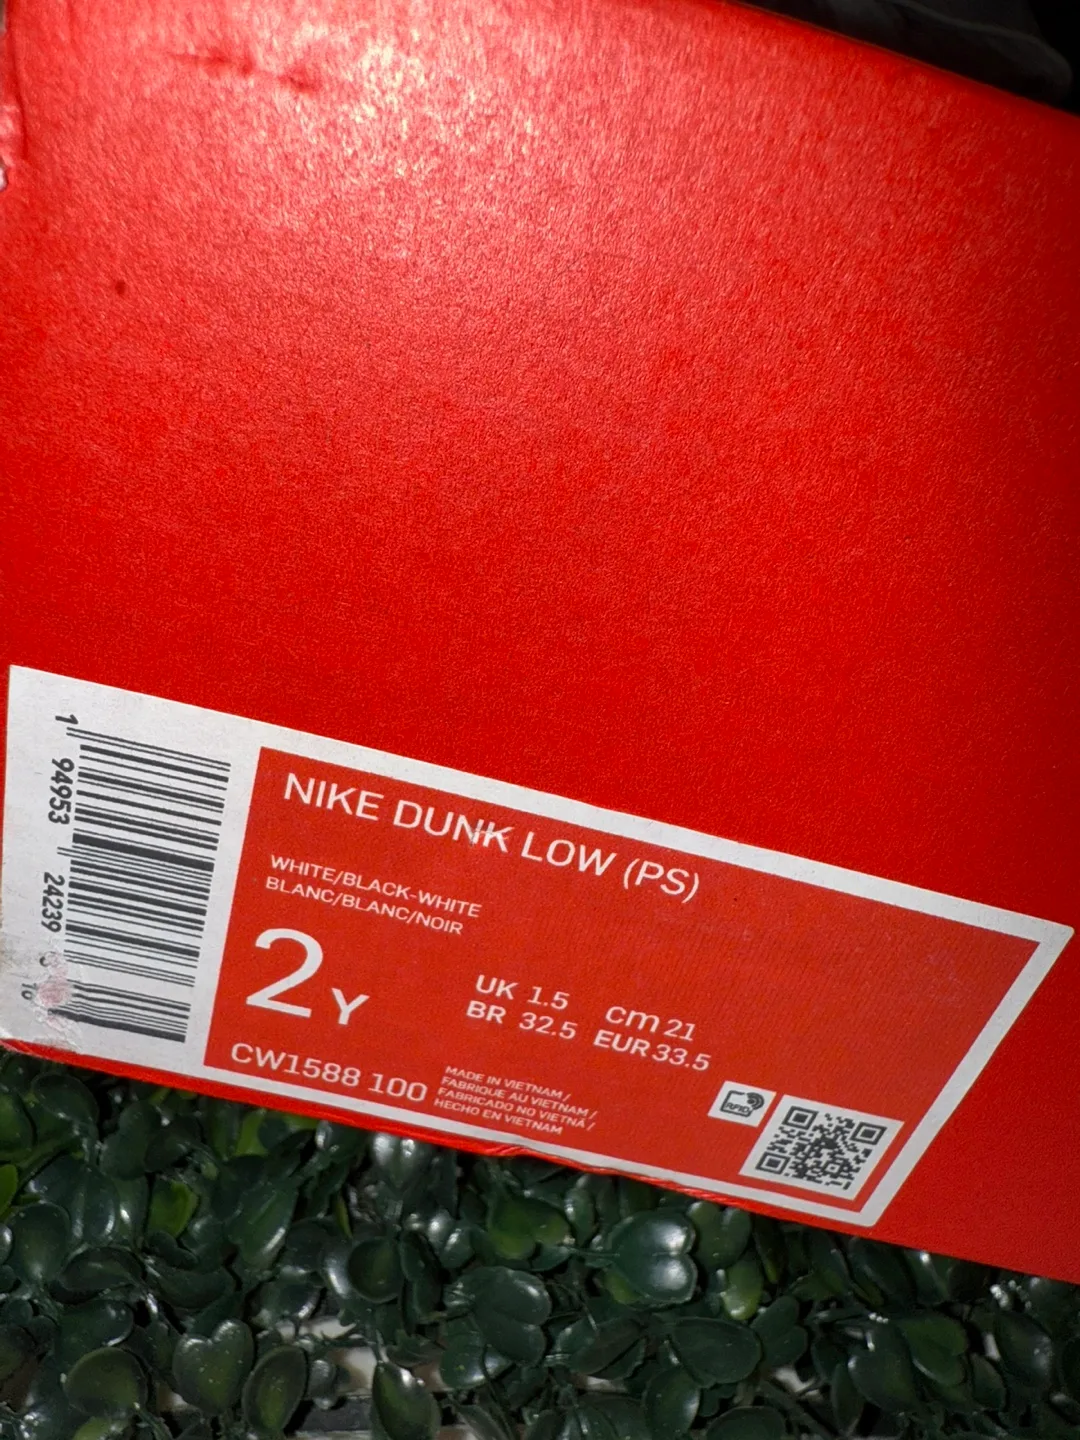 NIKE DUNK LOW (PS)
WHITE/BLACK-WHITE
BLANC/BLANC/NOIR
2Y
UK 1.5 cm 21
BR 32.5 EUR 33.5
CW1588 100
MADE IN VIETNAM /
FABRIQUE AU VIETNAM /
FABRICADO NO VIETNÃ /
HECHO EN VIETNAM
RFID
1 94953 24239